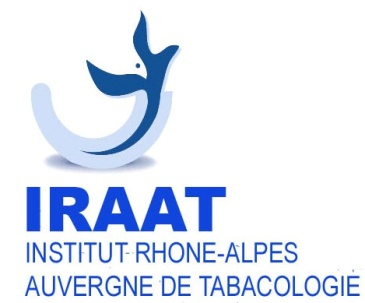 IRAAT
INSTITUT RHONE-ALPES
AUVERGNE DE TABACOLOGIE